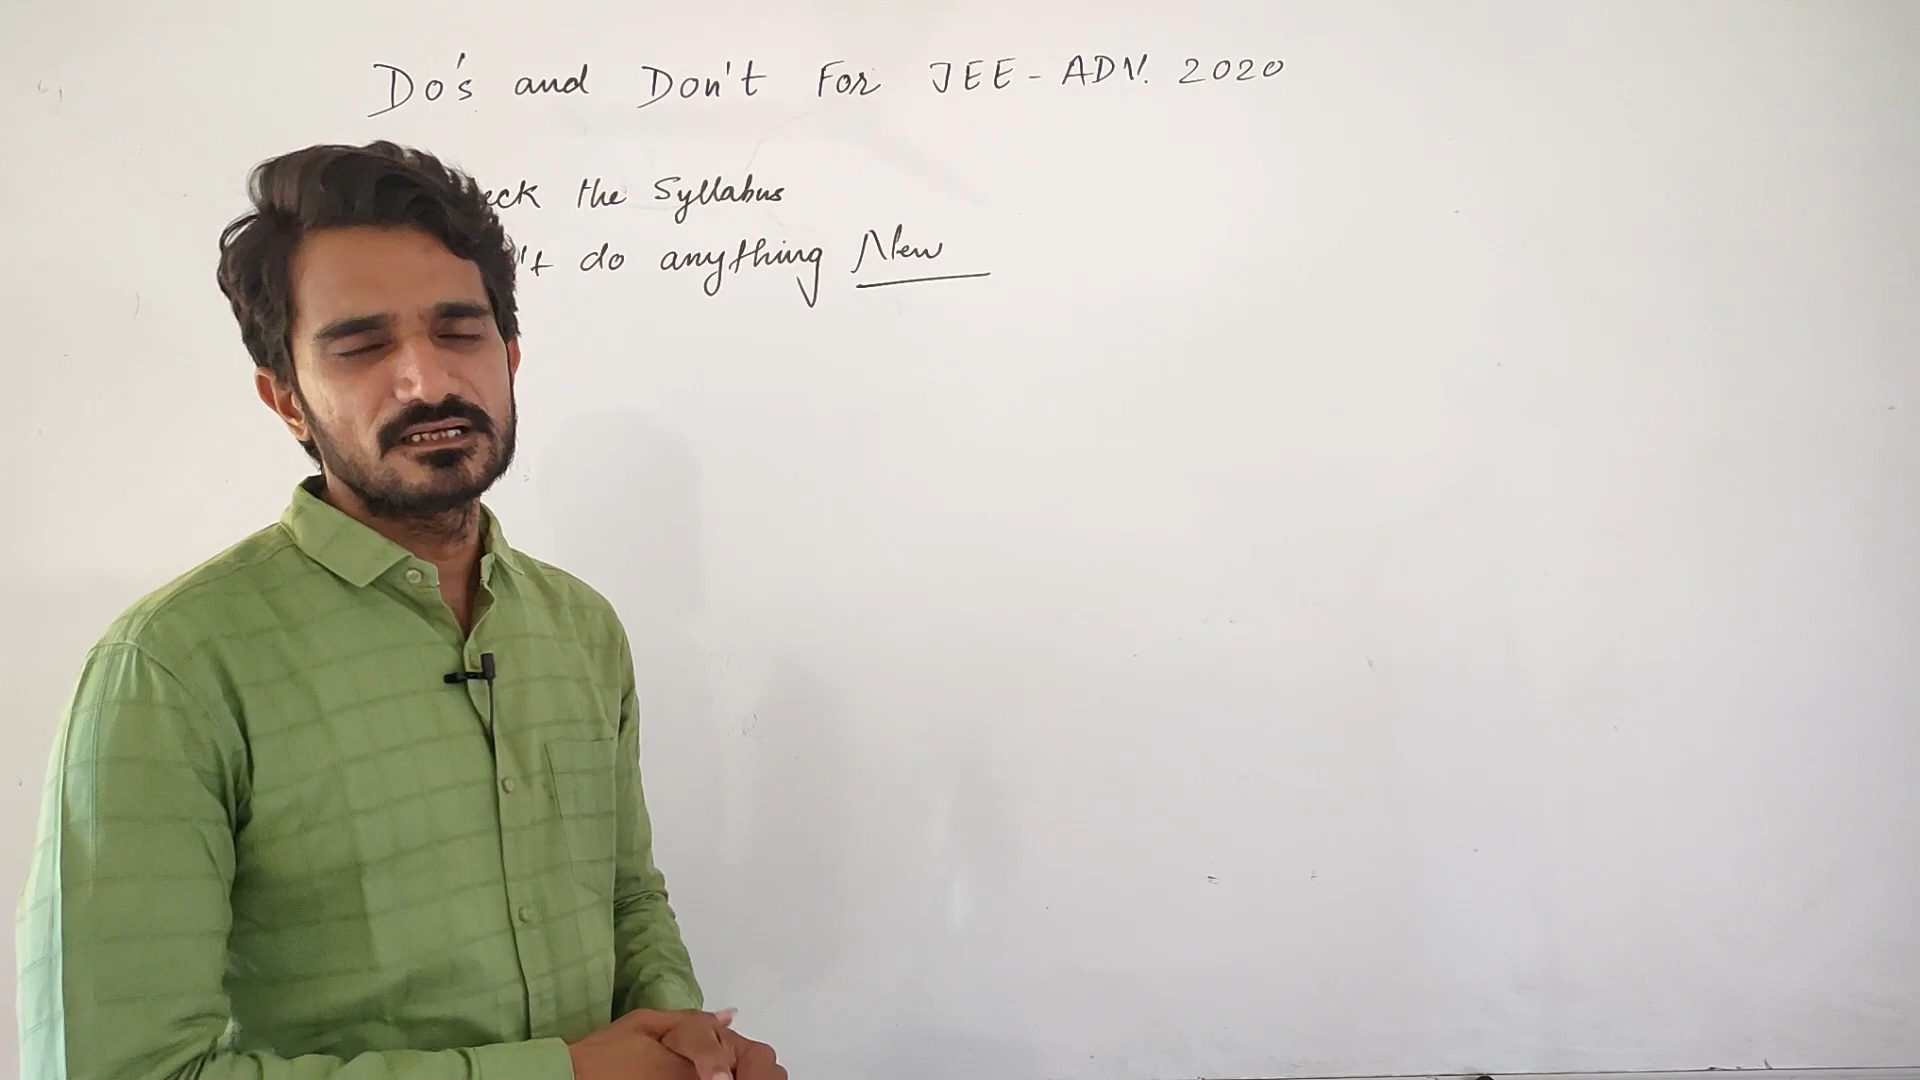 Do's and Don't For JEE-ADV. 2020
eck the Syllabus
't do anything New